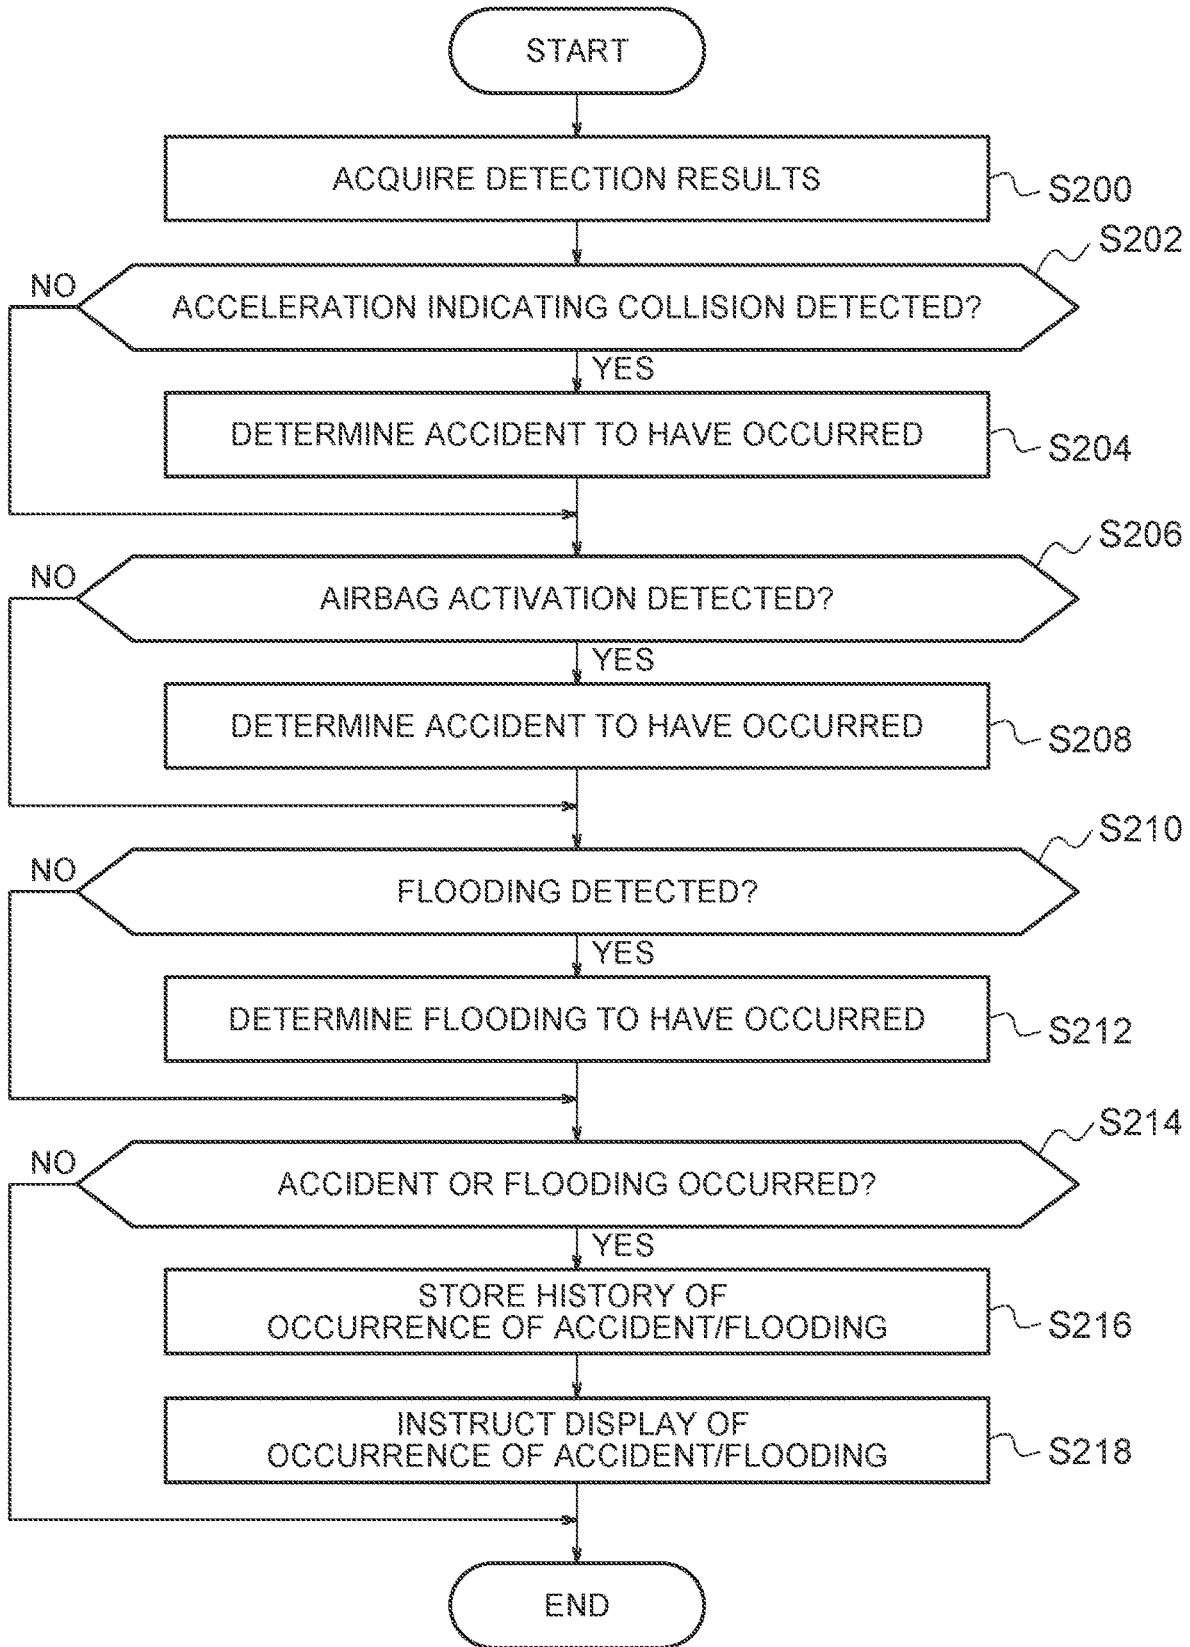 START
ACQUIRE DETECTION RESULTS
S200
S202
NO
ACCELERATION INDICATING COLLISION DETECTED?
YES
DETERMINE ACCIDENT TO HAVE OCCURRED
S204
S206
NO
AIRBAG ACTIVATION DETECTED?
YES
DETERMINE ACCIDENT TO HAVE OCCURRED
S208
S210
NO
FLOODING DETECTED?
YES
DETERMINE FLOODING TO HAVE OCCURRED
S212
S214
NO
ACCIDENT OR FLOODING OCCURRED?
YES
STORE HISTORY OF
OCCURRENCE OF ACCIDENT/FLOODING
S216
INSTRUCT DISPLAY OF
OCCURRENCE OF ACCIDENT/FLOODING
S218
END